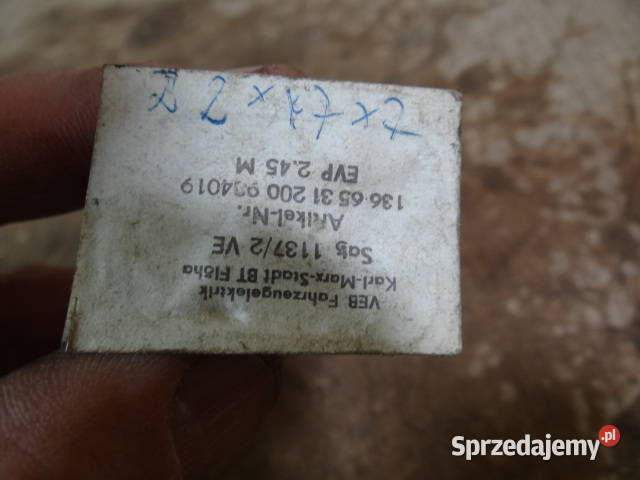 VEB Fahrzeugelektrik
Karl-Marx-Stadt BT Flöha
Satz 1137/2 VE
Artikel-Nr.
136 65 31 200
EVP 2.45 M
Sprzedajemy.pl